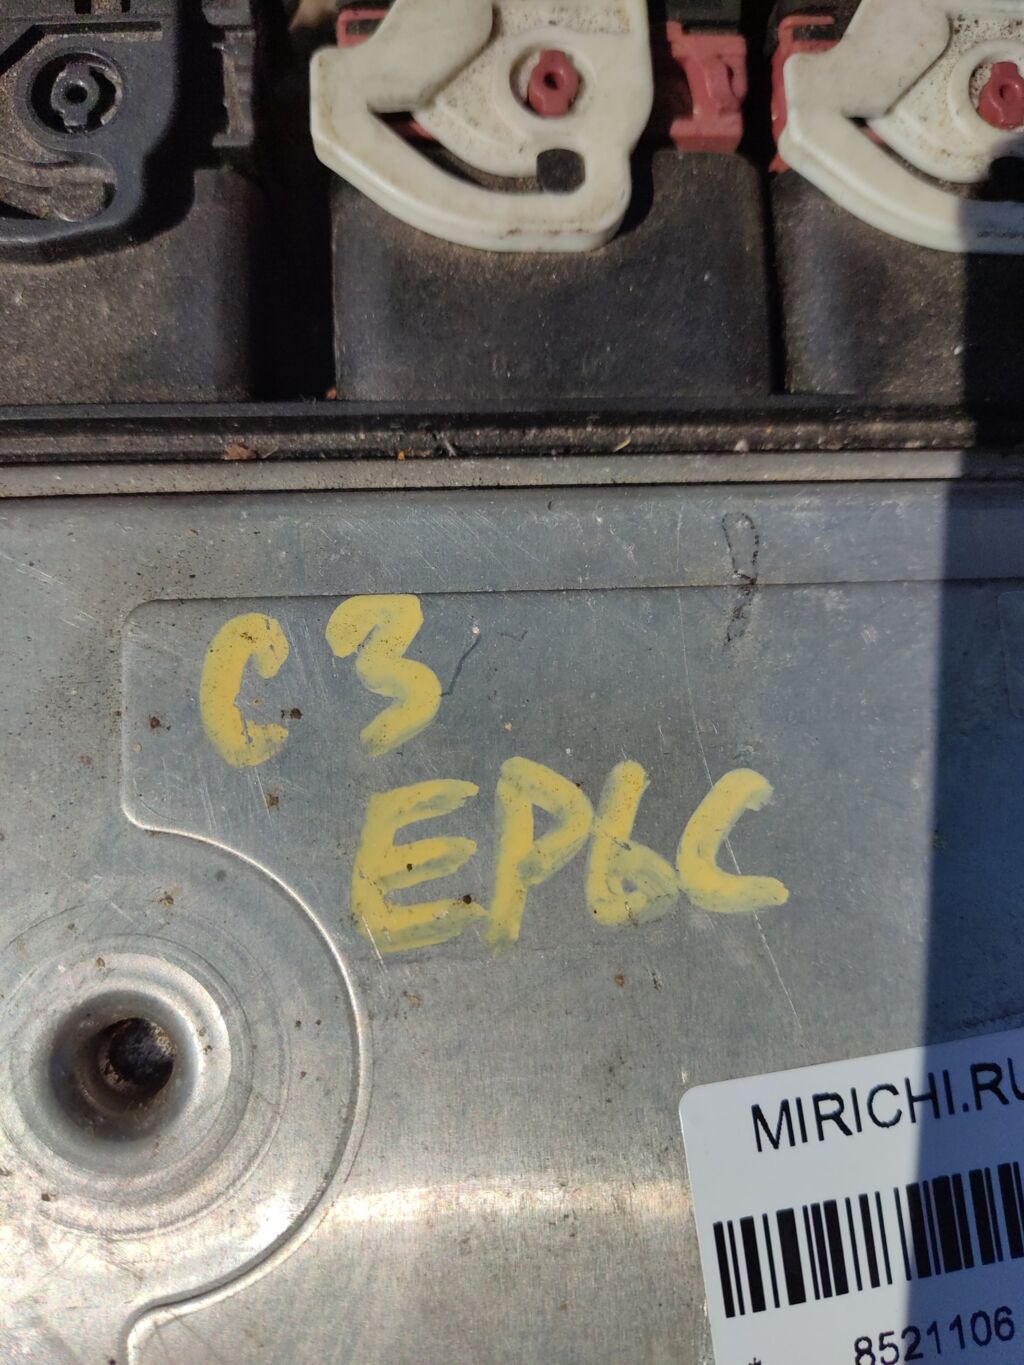 C3
EP6C
MIRICHI.RU
8521106